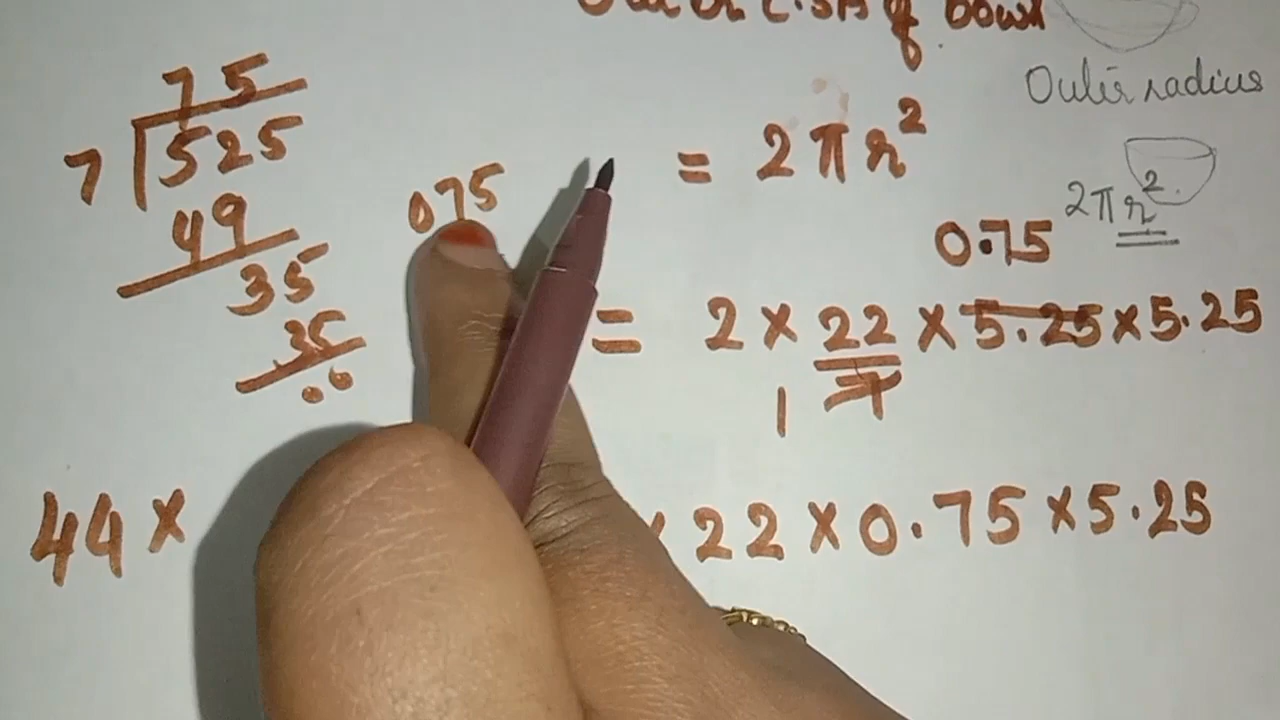 C.S.A of bowl
Outer radius
75
7 525
49
35
35
00
= 2πr²
2πr²
075
0.75
= 2 × 22 × 5.25 × 5.25
1 7
44 ×
× 22 × 0.75 × 5.25